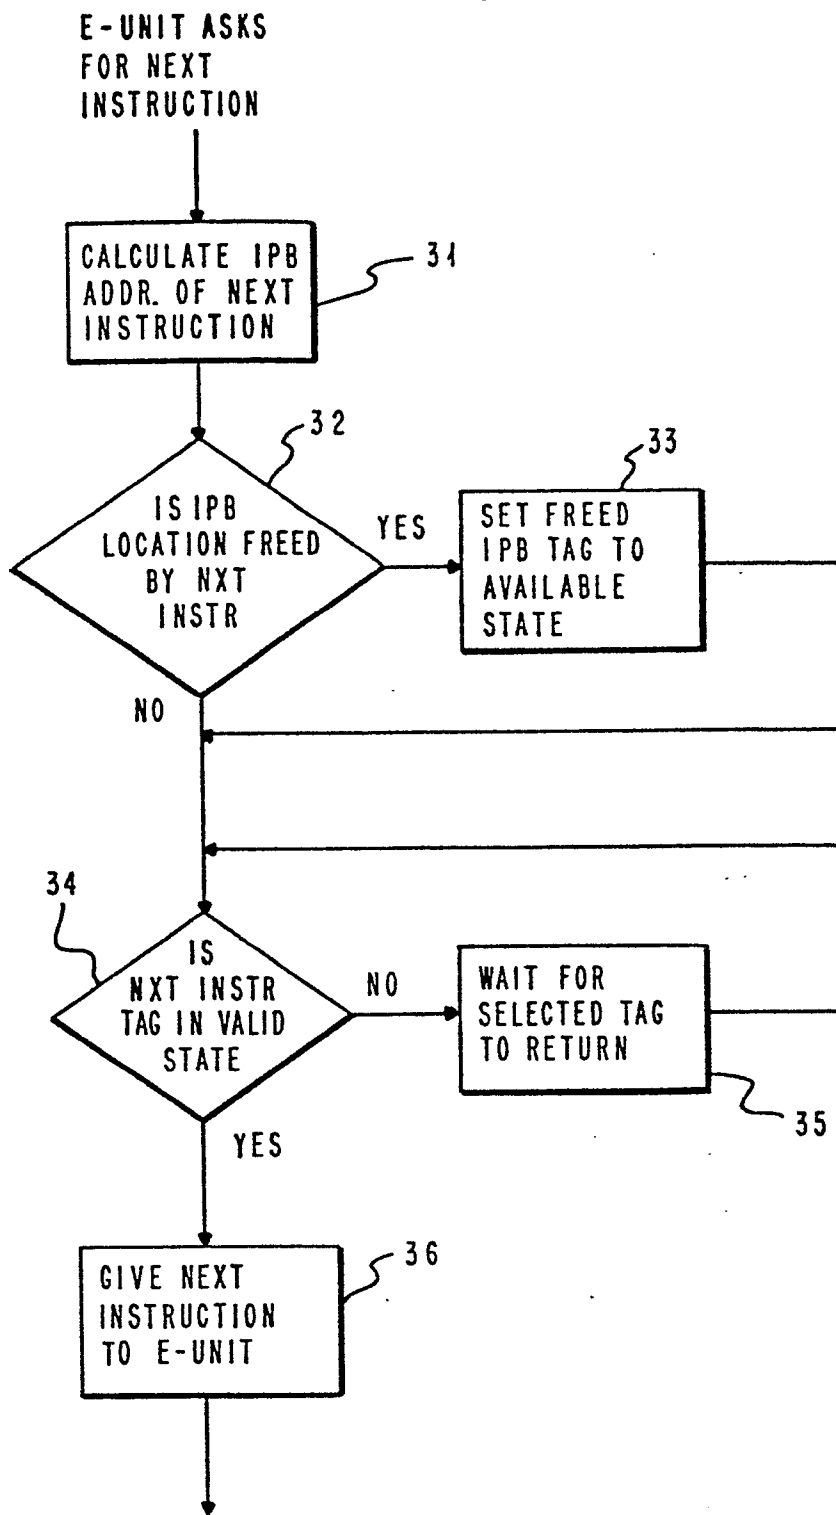 E-UNIT ASKS
FOR NEXT
INSTRUCTION
CALCULATE IPB
ADDR. OF NEXT
INSTRUCTION
31
32
IS IPB
LOCATION FREED
BY NXT
INSTR
YES
33
SET FREED
IPB TAG TO
AVAILABLE
STATE
NO
34
IS
NXT INSTR
TAG IN VALID
STATE
NO
WAIT FOR
SELECTED TAG
TO RETURN
35
YES
36
GIVE NEXT
INSTRUCTION
TO E-UNIT